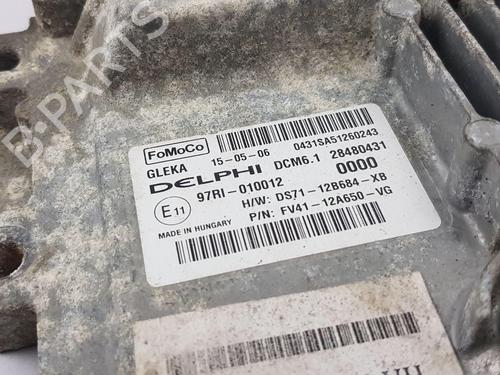 B-PARTS
FoMoCo
GLEKA 15-05-06 0431SA51260243
DELPHI DCM6.1 28480431
97RI-010012 0000
E11 H/W: DS71-12B684-XB
MADE IN HUNGARY P/N: FV41-12A650-VG